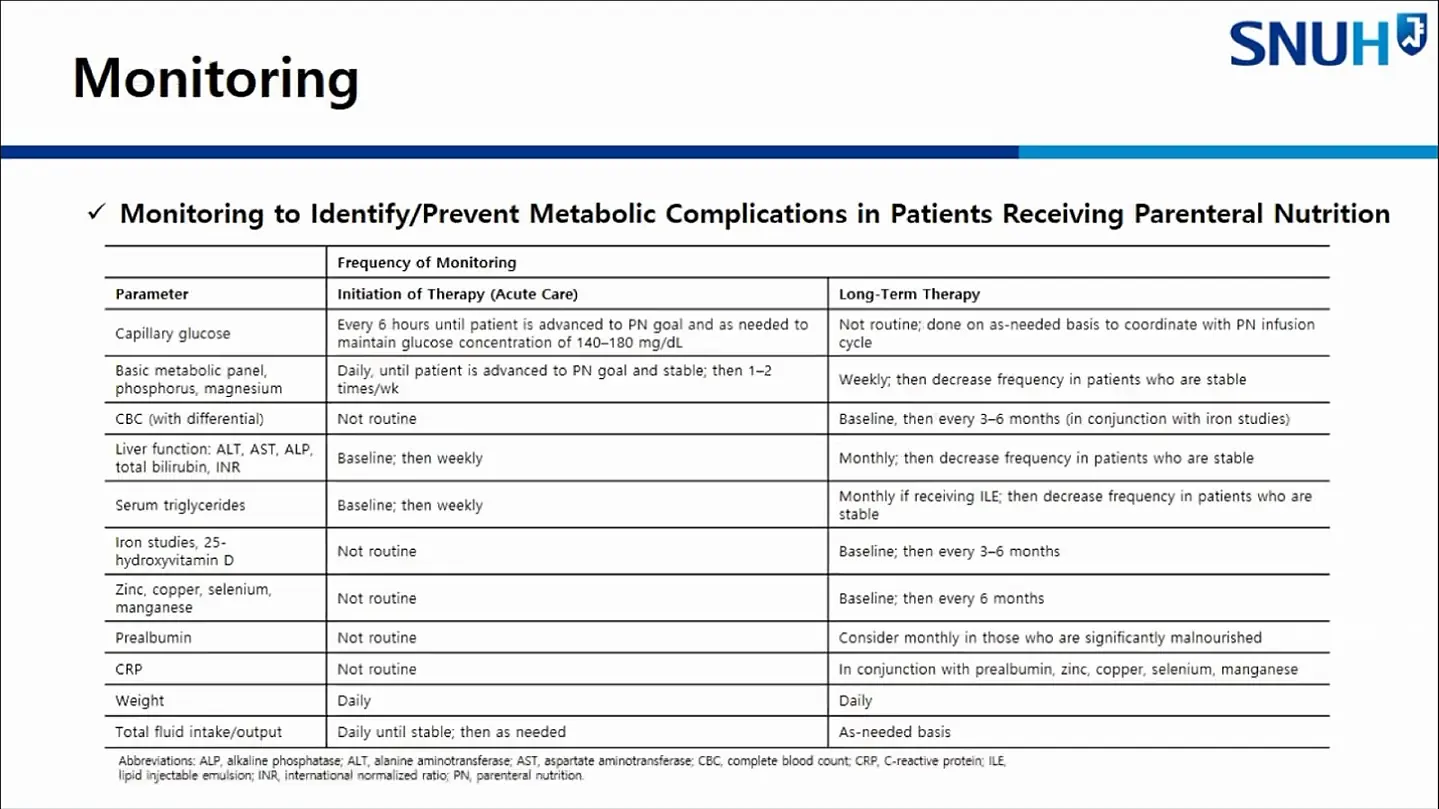 SNUH
Monitoring
✓ Monitoring to Identify/Prevent Metabolic Complications in Patients Receiving Parenteral Nutrition
Frequency of Monitoring
Parameter Initiation of Therapy (Acute Care) Long-Term Therapy
Capillary glucose
Every 6 hours until patient is advanced to PN goal and as needed to
maintain glucose concentration of 140–180 mg/dL
Not routine; done on as-needed basis to coordinate with PN infusion
cycle
Basic metabolic panel,
phosphorus, magnesium
Daily, until patient is advanced to PN goal and stable; then 1–2
times/wk
Weekly; then decrease frequency in patients who are stable
CBC (with differential) Not routine Baseline, then every 3–6 months (in conjunction with iron studies)
Liver function: ALT, AST, ALP,
total bilirubin, INR
Baseline; then weekly
Monthly; then decrease frequency in patients who are stable
Serum triglycerides
Baseline; then weekly
Monthly if receiving ILE; then decrease frequency in patients who are
stable
Iron studies, 25-
hydroxyvitamin D
Not routine
Baseline; then every 3–6 months
Zinc, copper, selenium,
manganese
Not routine
Baseline; then every 6 months
Prealbumin Not routine Consider monthly in those who are significantly malnourished
CRP Not routine In conjunction with prealbumin, zinc, copper, selenium, manganese
Weight Daily Daily
Total fluid intake/output Daily until stable; then as needed As-needed basis
Abbreviations: ALP, alkaline phosphatase; ALT, alanine aminotransferase; AST, aspartate aminotransferase; CBC, complete blood count; CRP, C-reactive protein; ILE,
lipid injectable emulsion; INR, international normalized ratio; PN, parenteral nutrition.